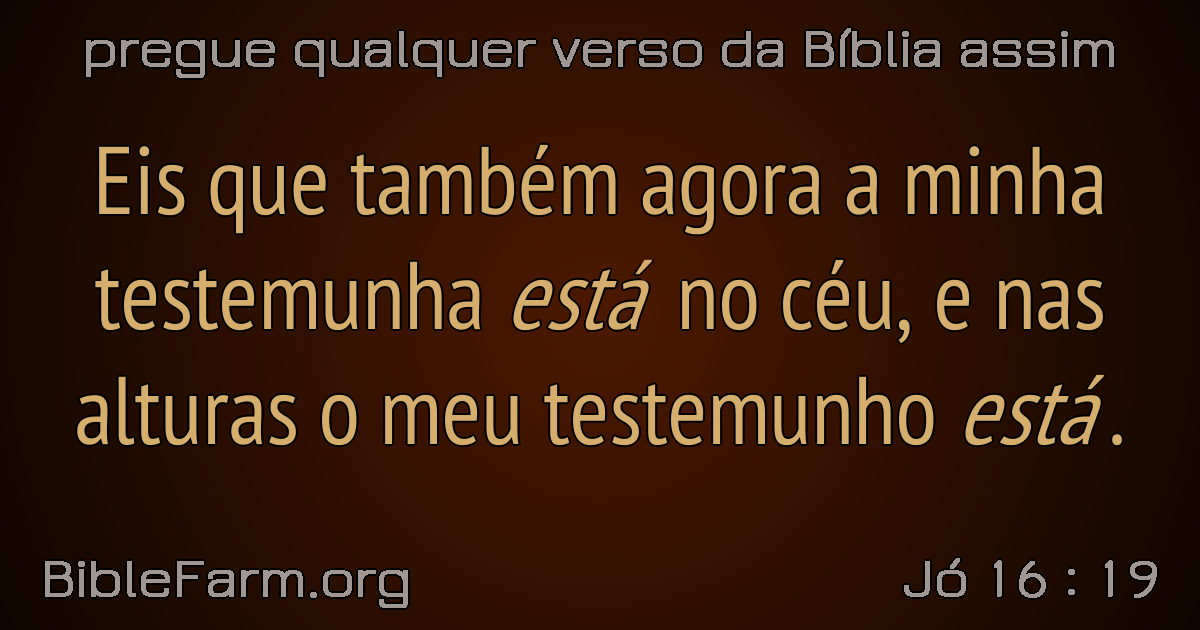 pregue qualquer verso da Bíblia assim
Eis que também agora a minha
testemunha está no céu, e nas
alturas o meu testemunho está.
BibleFarm.org
Jó 16 : 19